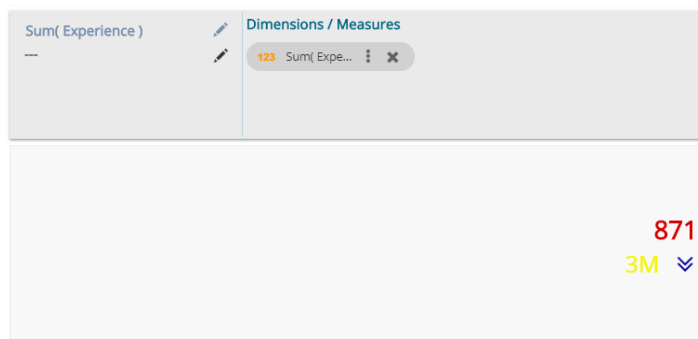 Sum( Experience )
---
Dimensions / Measures
123 Sum( Expe...
871
3M